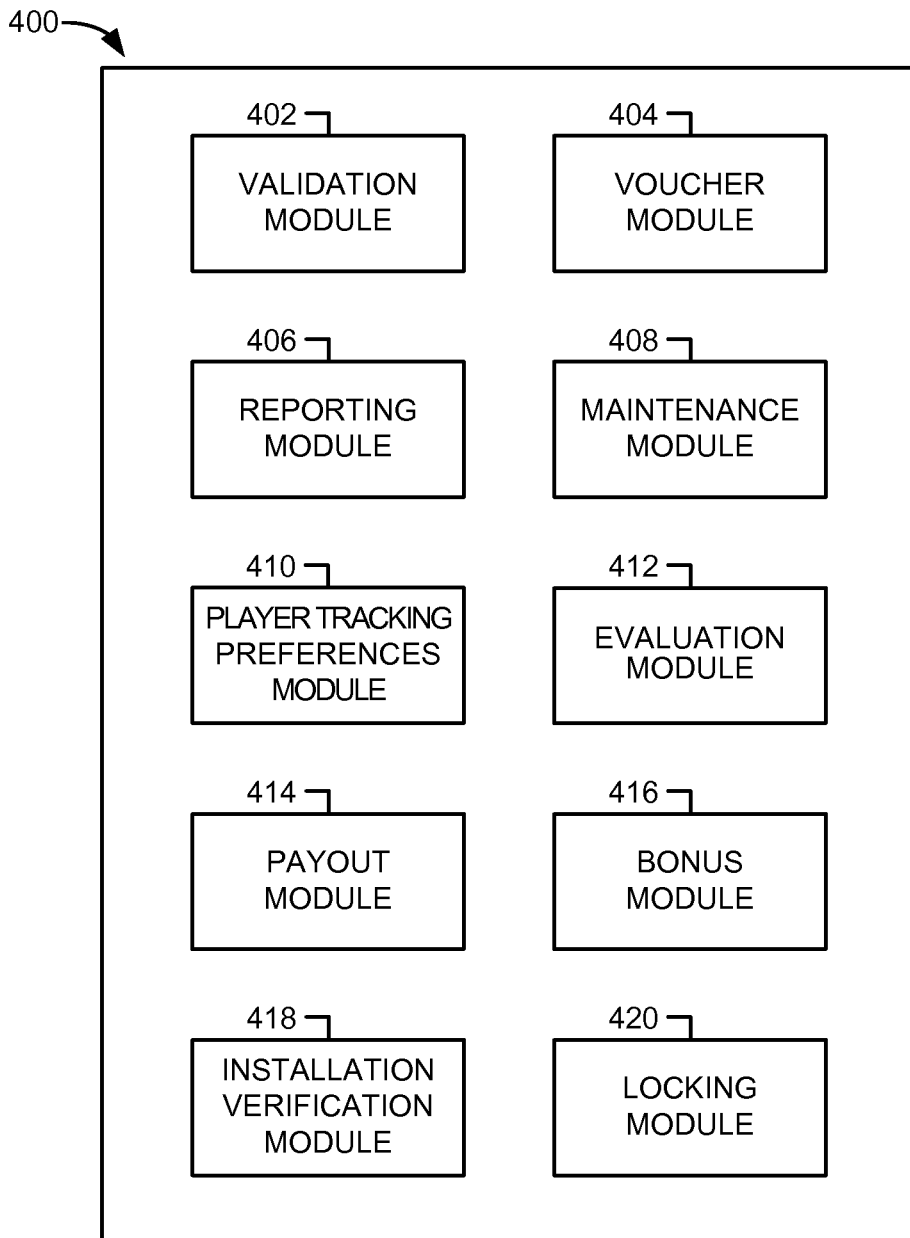 400
402
404
VALIDATION
MODULE
VOUCHER
MODULE
406
408
REPORTING
MODULE
MAINTENANCE
MODULE
410
412
PLAYER TRACKING
PREFERENCES
MODULE
EVALUATION
MODULE
414
416
PAYOUT
MODULE
BONUS
MODULE
418
420
INSTALLATION
VERIFICATION
MODULE
LOCKING
MODULE